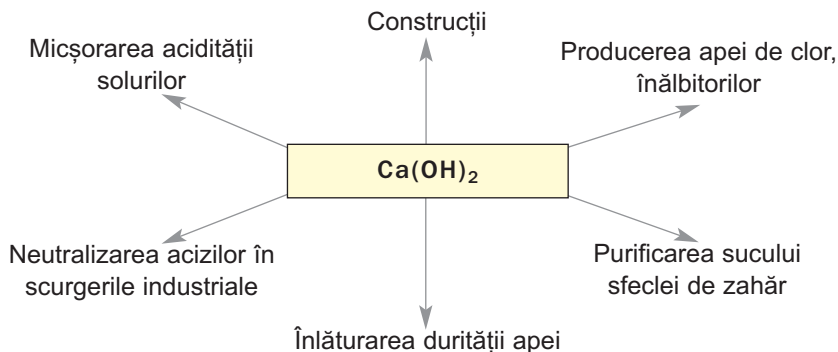 Construcții
Micșorarea acidității
solurilor
Producerea apei de clor,
înălbitorilor
Ca(OH)₂
Neutralizarea acizilor în
scurgerile industriale
Purificarea sucului
sfeclei de zahăr
Înlăturarea durității apei